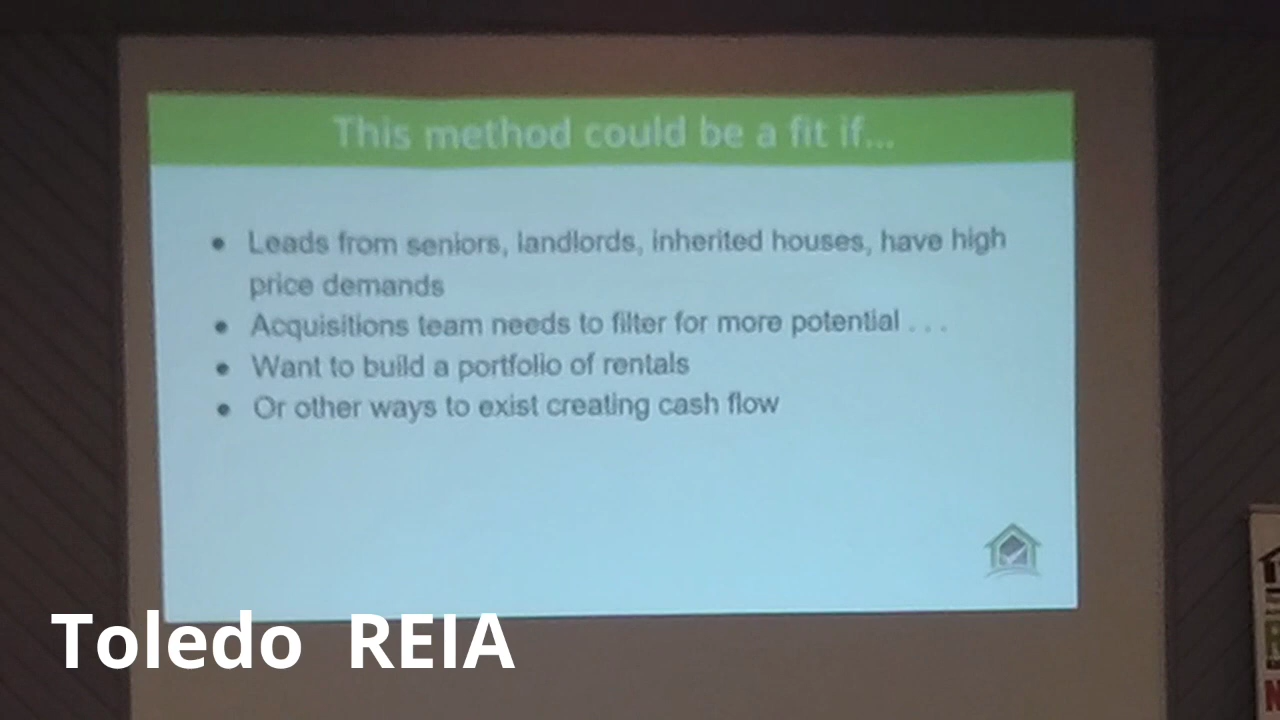 This method could be a fit if...
• Leads from seniors, landlords, inherited houses, have high
price demands
• Acquisitions team needs to filter for more potential . . .
• Want to build a portfolio of rentals
• Or other ways to exist creating cash flow
Toledo REIA